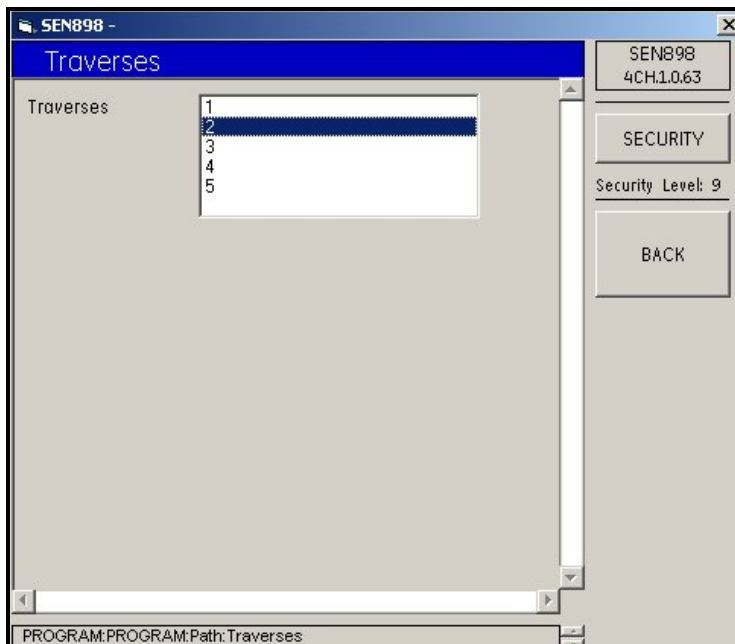 SEN898 -
Traverses
SEN898
4CH.1.0.63
Traverses
1
2
3
4
5
SECURITY
Security Level: 9
BACK
PROGRAM:PROGRAM:Path:Traverses